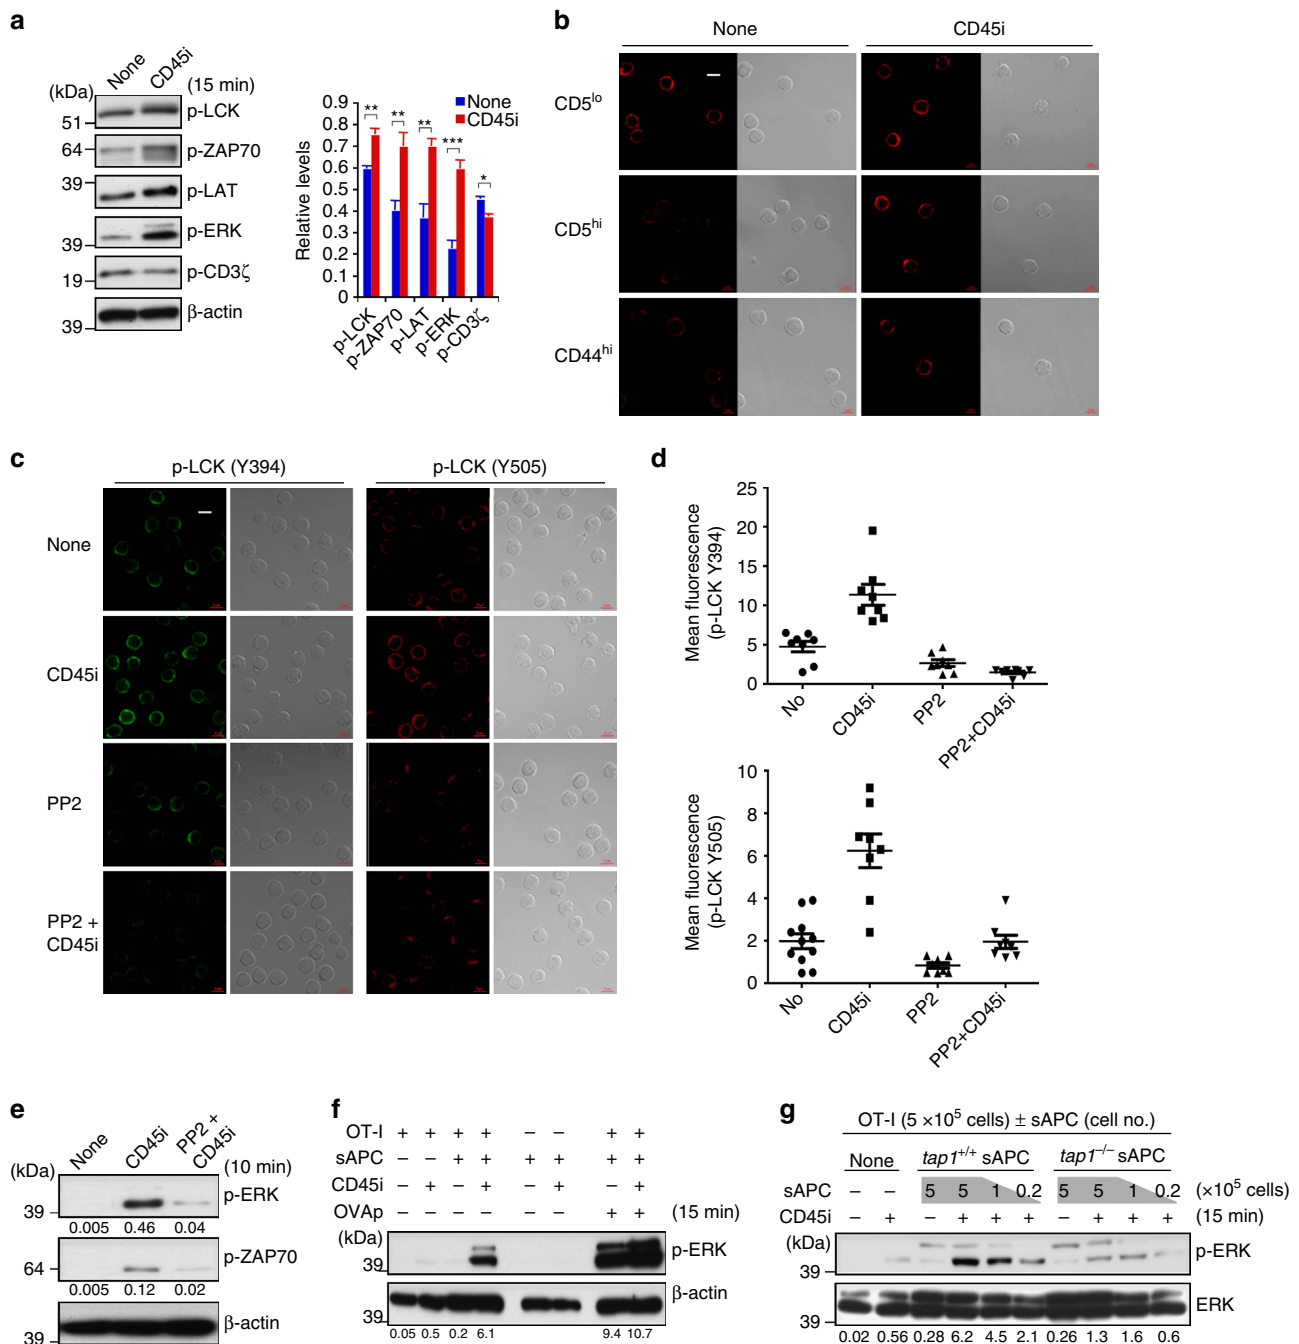 a
None
CD45i
(15 min)
(kDa)
51
64
39
39
19
39
p-LCK
p-ZAP70
p-LAT
p-ERK
p-CD3ζ
β-actin
Relative levels
0.9
0.8
0.7
0.6
0.5
0.4
0.3
0.2
0.1
0
None
CD45i
**
**
**
***
*
p-LCK
p-ZAP70
p-LAT
p-ERK
p-CD3ζ
b
None
CD45i
CD5lo
CD5hi
CD44hi
c
p-LCK (Y394)
p-LCK (Y505)
None
CD45i
PP2
PP2 +
CD45i
d
Mean fluorescence
(p-LCK Y394)
25
20
15
10
5
0
No
CD45i
PP2
PP2+CD45i
Mean fluorescence
(p-LCK Y505)
10
8
6
4
2
0
No
CD45i
PP2
PP2+CD45i
e
None
CD45i
PP2 +
CD45i
(10 min)
(kDa)
39
p-ERK
0.005 0.46 0.04
64
p-ZAP70
0.005 0.12 0.02
39
β-actin
f
OT-I + + + + − − + +
sAPC − − + + + + + +
CD45i − + − + − + − +
OVAp + +
(15 min)
(kDa)
39
p-ERK
39
β-actin
0.05 0.5 0.2 6.1 9.4 10.7
g
OT-I (5 ×10⁵ cells) ± sAPC (cell no.)
None tap1+/+ sAPC tap1−/− sAPC
sAPC − − 5 5 1 0.2 5 5 1 0.2 (×10⁵ cells)
CD45i − + − + + + − + + +
(15 min)
(kDa)
39
p-ERK
39
ERK
0.02 0.56 0.28 6.2 4.5 2.1 0.26 1.3 1.6 0.6